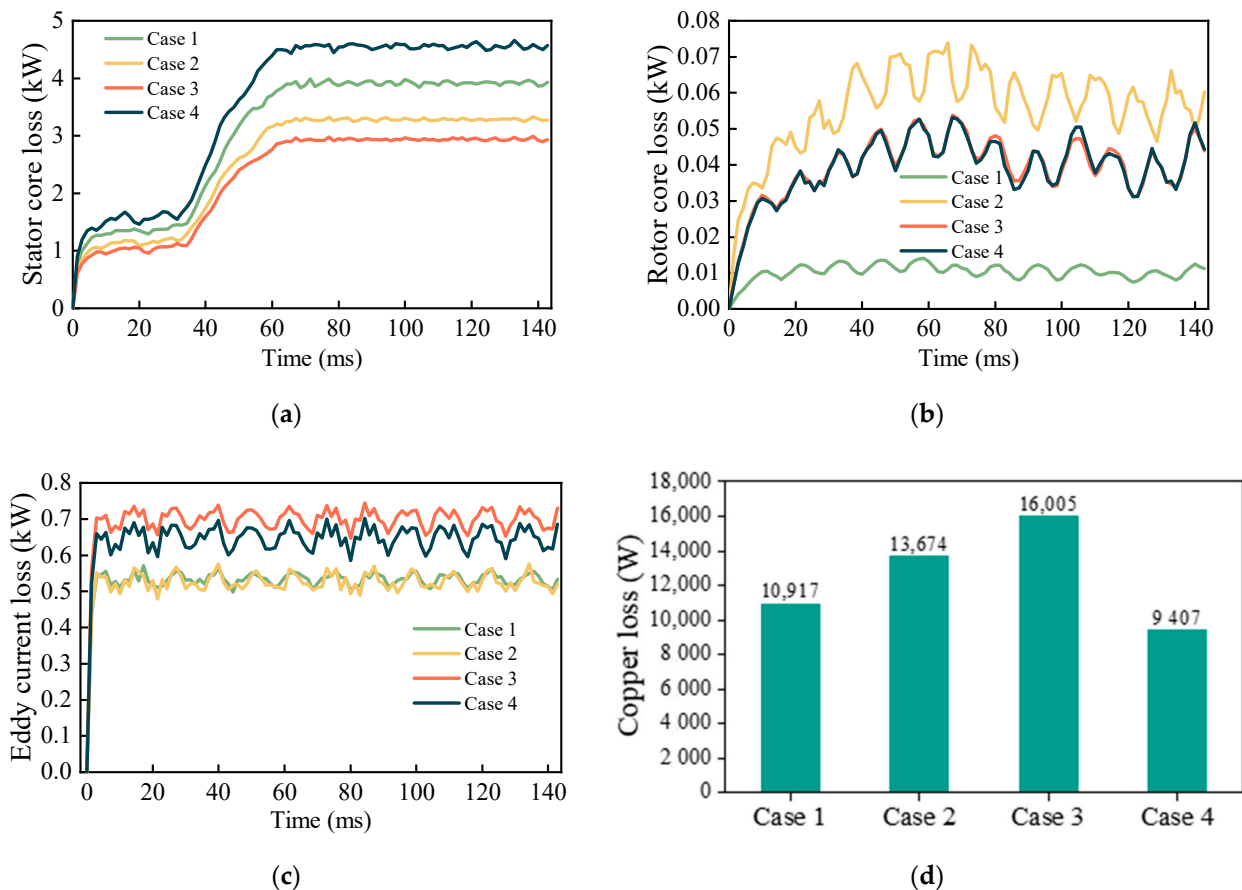 Stator core loss (kW)
5
4
3
2
1
0
Case 1
Case 2
Case 3
Case 4
0 20 40 60 80 100 120 140
Time (ms)
(a)
Rotor core loss (kW)
0.08
0.07
0.06
0.05
0.04
0.03
0.02
0.01
0.00
Case 1
Case 2
Case 3
Case 4
0 20 40 60 80 100 120 140
Time (ms)
(b)
Eddy current loss (kW)
0.8
0.7
0.6
0.5
0.4
0.3
0.2
0.1
0.0
Case 1
Case 2
Case 3
Case 4
0 20 40 60 80 100 120 140
Time (ms)
(c)
Copper loss (W)
18,000
16,000
14,000
12,000
10,000
8 000
6 000
4 000
2 000
0
10,917
13,674
16,005
9 407
Case 1 Case 2 Case 3 Case 4
(d)